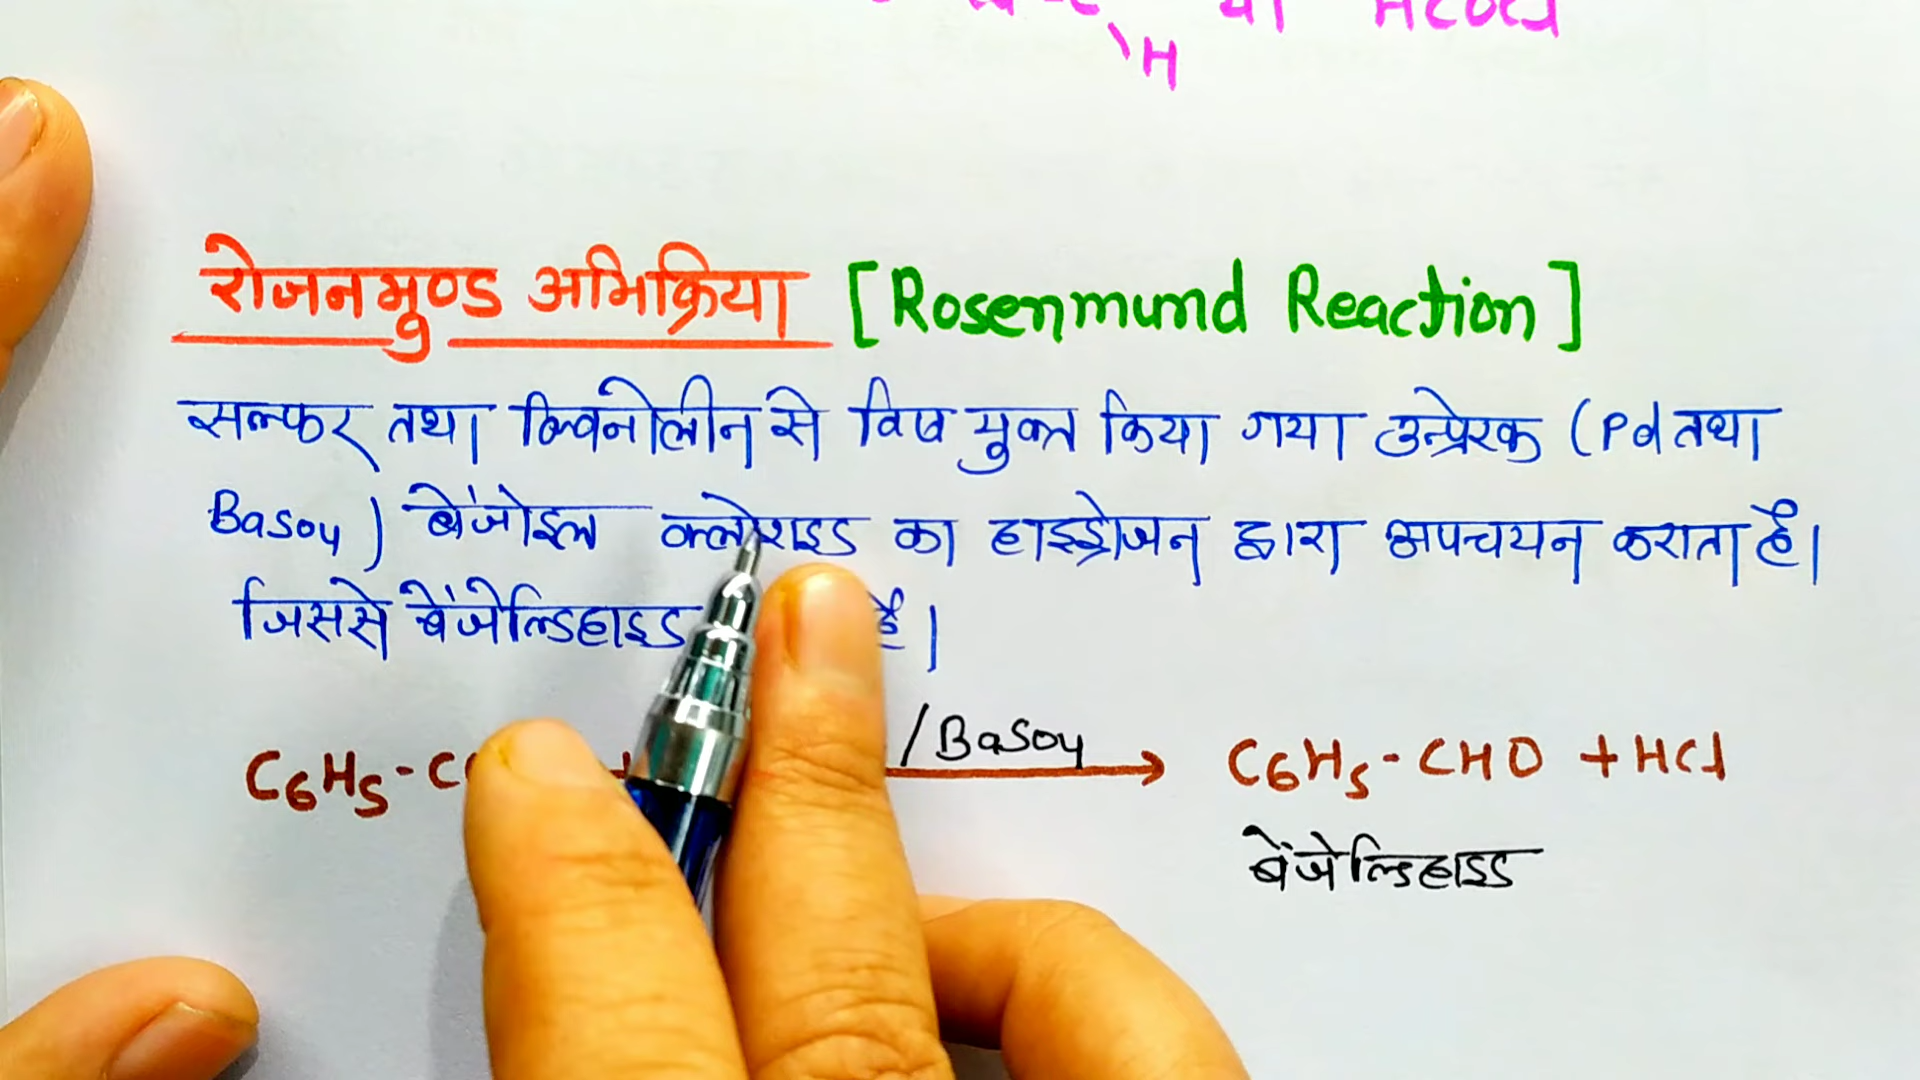 या
H
रोजनमुण्ड अभिक्रिया [Rosenmund Reaction]
सल्फर तथा क्विनोलीन से विष युक्त किया गया उत्प्रेरक (Pd तथा
BaSO4) बेंजोइल क्लोराइड का हाइड्रोजन द्वारा अपचयन कराता है।
जिससे बेंजेल्डिहाइड है।
C6H5-C + /BaSO4 → C6H5-CHO + HCl
बेंजेल्डिहाइड